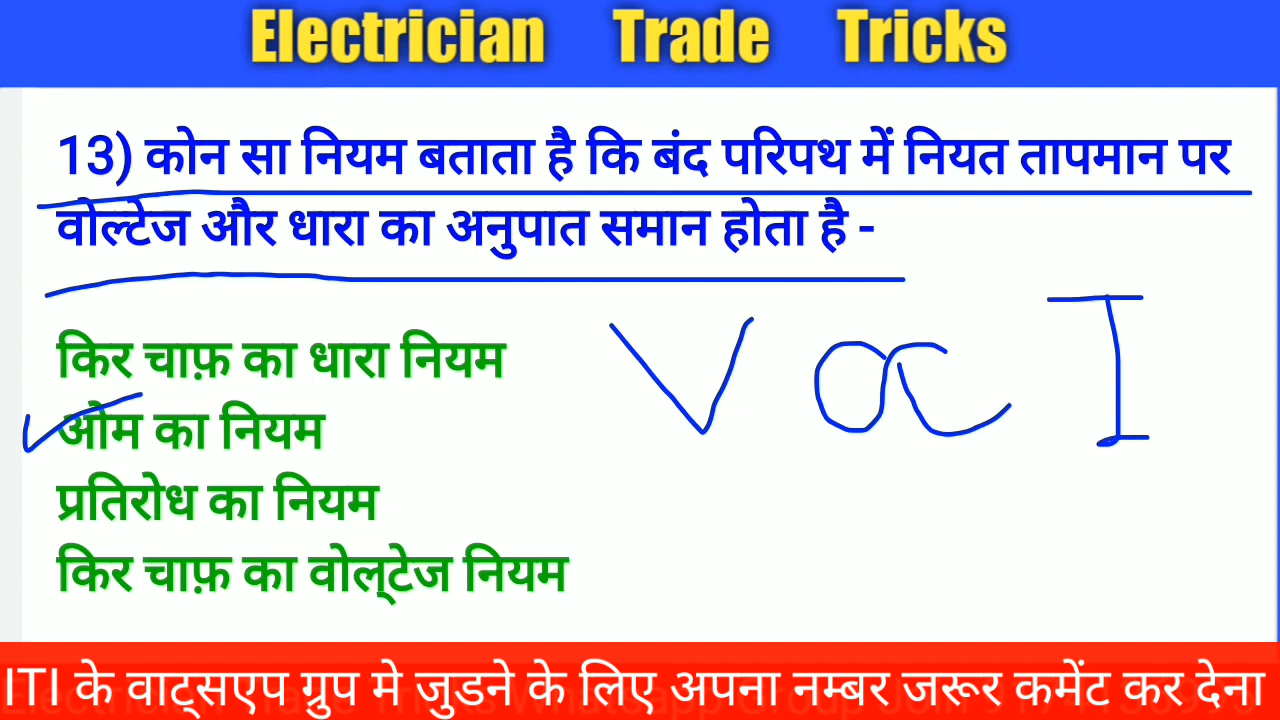 Electrician Trade Tricks
13) कोन सा नियम बताता है कि बंद परिपथ में नियत तापमान पर
वोल्टेज और धारा का अनुपात समान होता है -
किर चाफ़ का धारा नियम
ओम का नियम
प्रतिरोध का नियम
किर चाफ़ का वोल्‌टेज नियम
V α I
ITI के वाट्सएप ग्रुप मे जुडने के लिए अपना नम्बर जरूर कमेंट कर देना